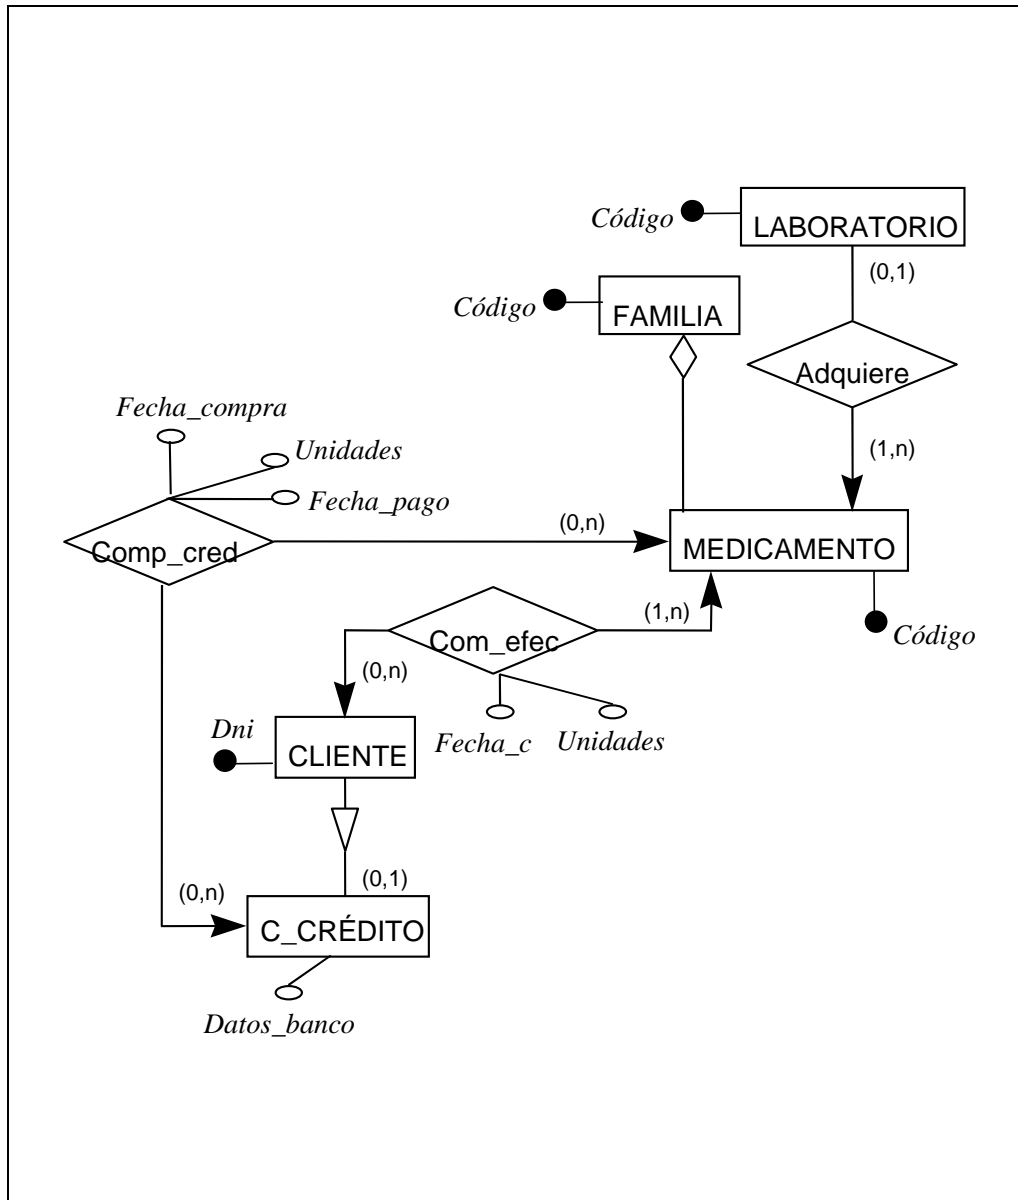 Código
LABORATORIO
(0,1)
Código
FAMILIA
Adquiere
Fecha_compra
Unidades
(1,n)
Fecha_pago
(0,n)
Comp_cred
MEDICAMENTO
(1,n)
Código
Com_efec
(0,n)
Dni
Fecha_c
Unidades
CLIENTE
(0,1)
(0,n)
C_CRÉDITO
Datos_banco